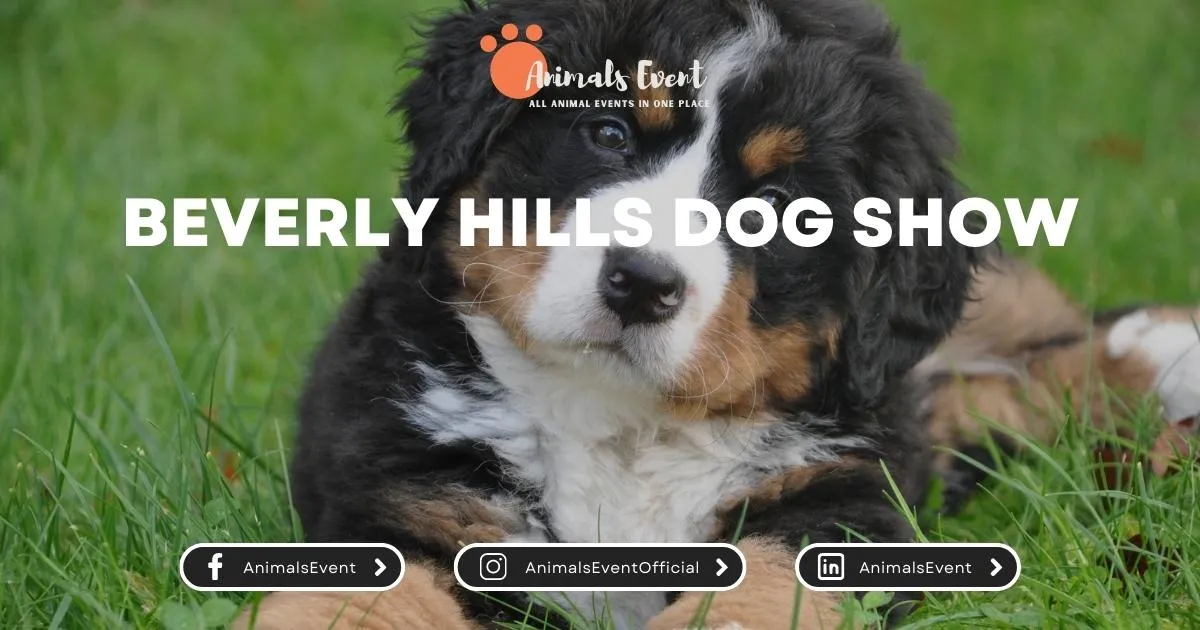 Animals Event
ALL ANIMAL EVENTS IN ONE PLACE
BEVERLY HILLS DOG SHOW
AnimalsEvent
AnimalsEventOfficial
AnimalsEvent